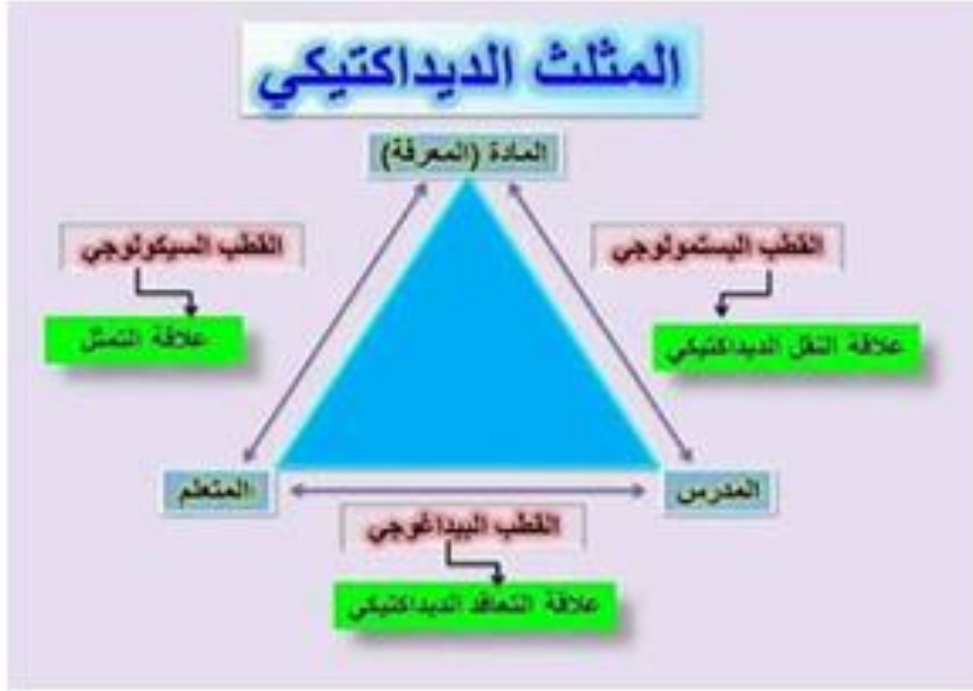 المثلث الديداكتيكي
المادة (المعرفة)
القطب البستمولوجي
القطب السيكولوجي
علاقة النقل الديداكتيكي
علاقة التمثل
المدرس
المتعلم
القطب البيداغوجي
علاقة التعاقد الديداكتيكي